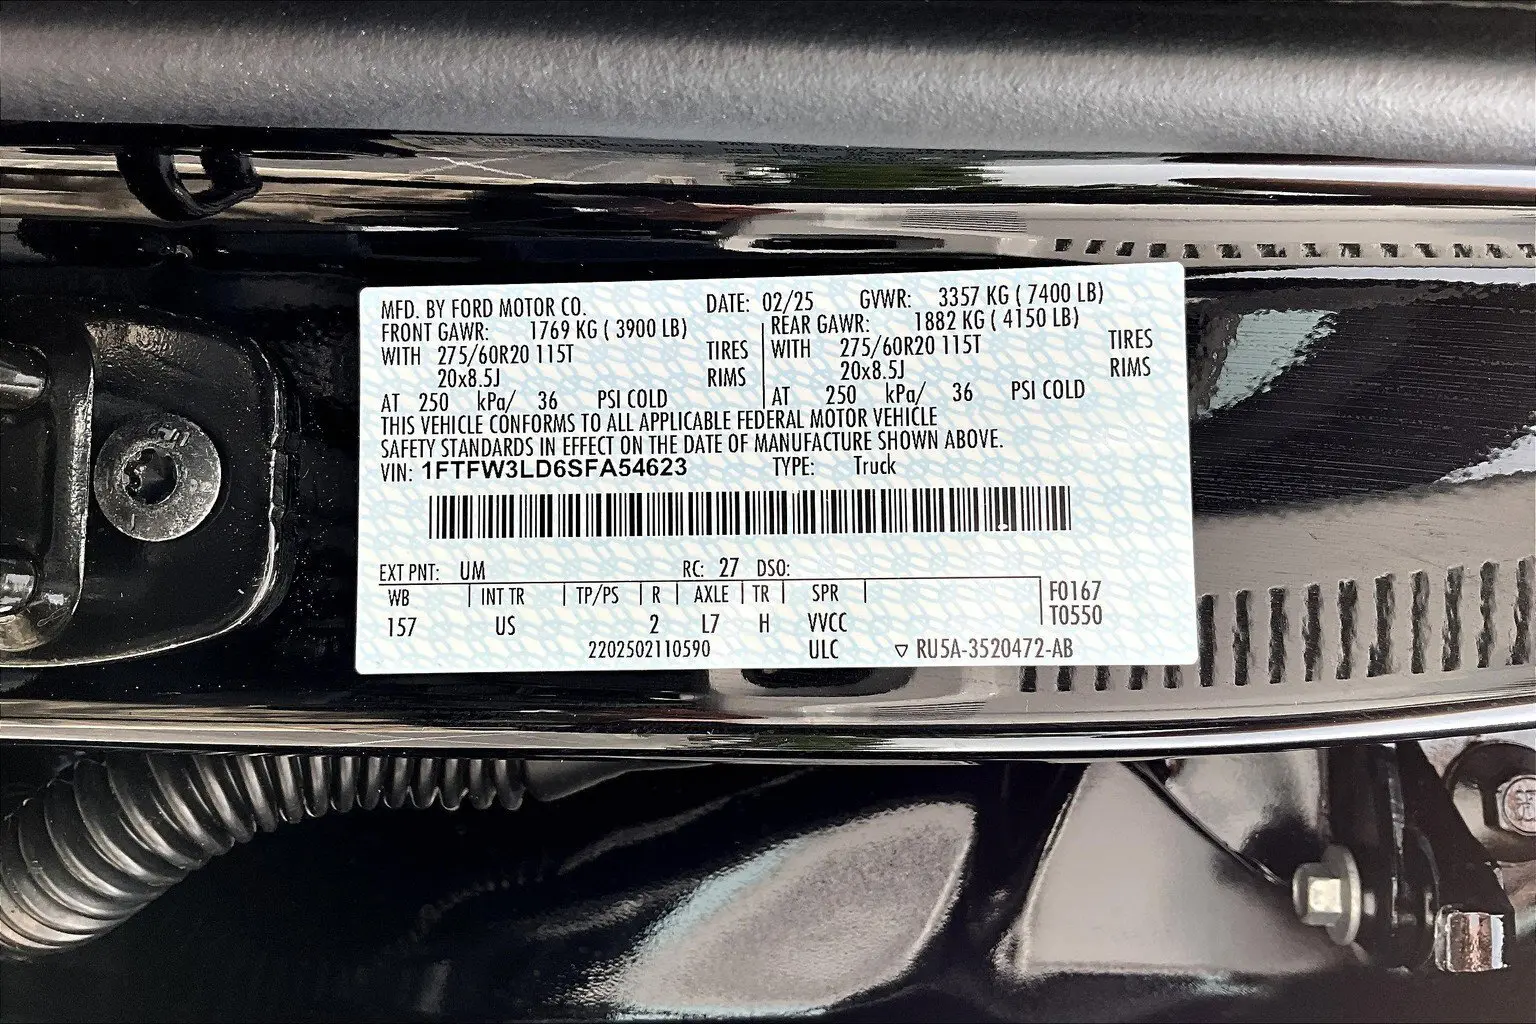 MFD. BY FORD MOTOR CO. DATE: 02/25 GVWR: 3357 KG ( 7400 LB)
FRONT GAWR: 1769 KG ( 3900 LB) REAR GAWR: 1882 KG ( 4150 LB)
WITH 275/60R20 115T TIRES WITH 275/60R20 115T TIRES
20x8.5J RIMS 20x8.5J RIMS
AT 250 kPa/ 36 PSI COLD AT 250 kPa/ 36 PSI COLD
THIS VEHICLE CONFORMS TO ALL APPLICABLE FEDERAL MOTOR VEHICLE
SAFETY STANDARDS IN EFFECT ON THE DATE OF MANUFACTURE SHOWN ABOVE.
VIN: 1FTFW3LD6SFA54623 TYPE: Truck
EXT PNT: UM RC: 27 DSO:
WB INT TR TP/PS R AXLE TR SPR F0167
157 US 2 L7 H VVCC T0550
2202502110590 ULC ▽ RU5A-3520472-AB